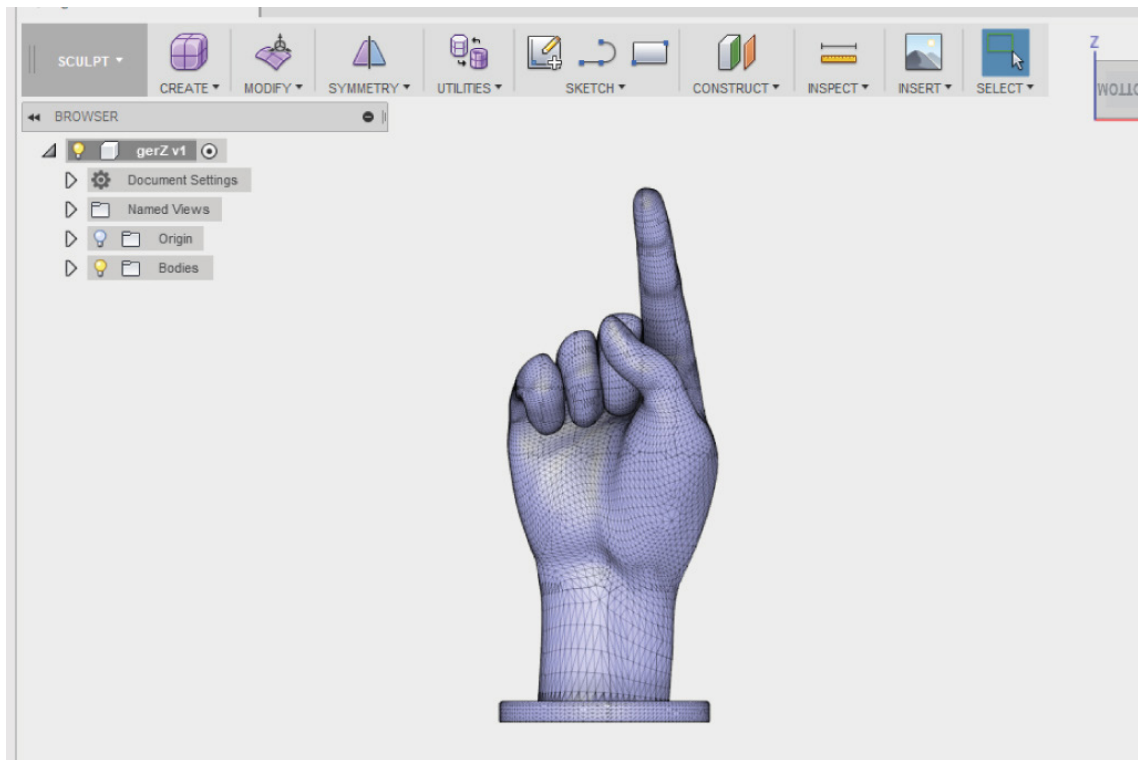 SCULPT
CREATE
MODIFY
SYMMETRY
UTILITIES
SKETCH
CONSTRUCT
INSPECT
INSERT
SELECT
Z
BROWSER
gerZ v1
Document Settings
Named Views
Origin
Bodies